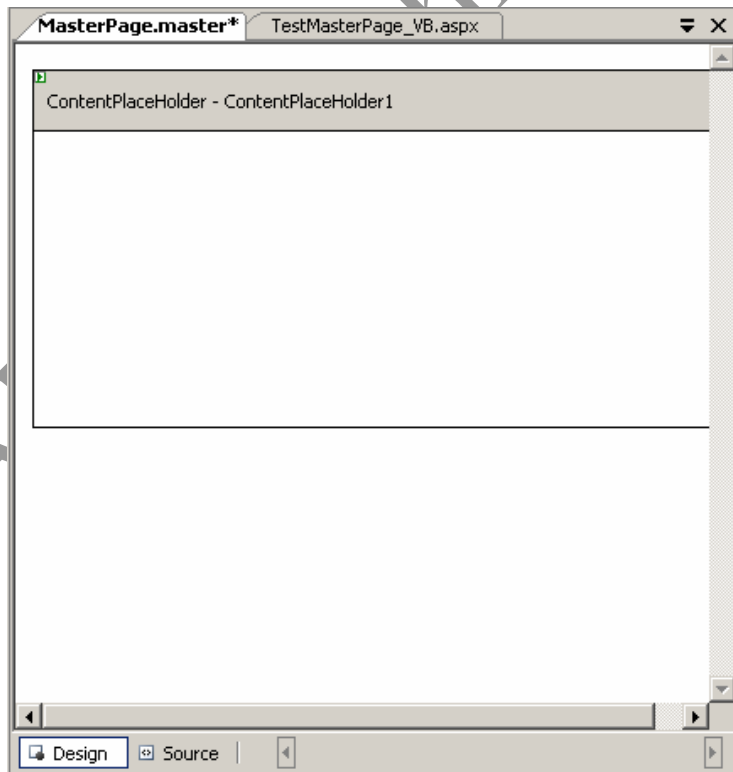 MasterPage.master* TestMasterPage_VB.aspx
ContentPlaceHolder - ContentPlaceHolder1
Design Source